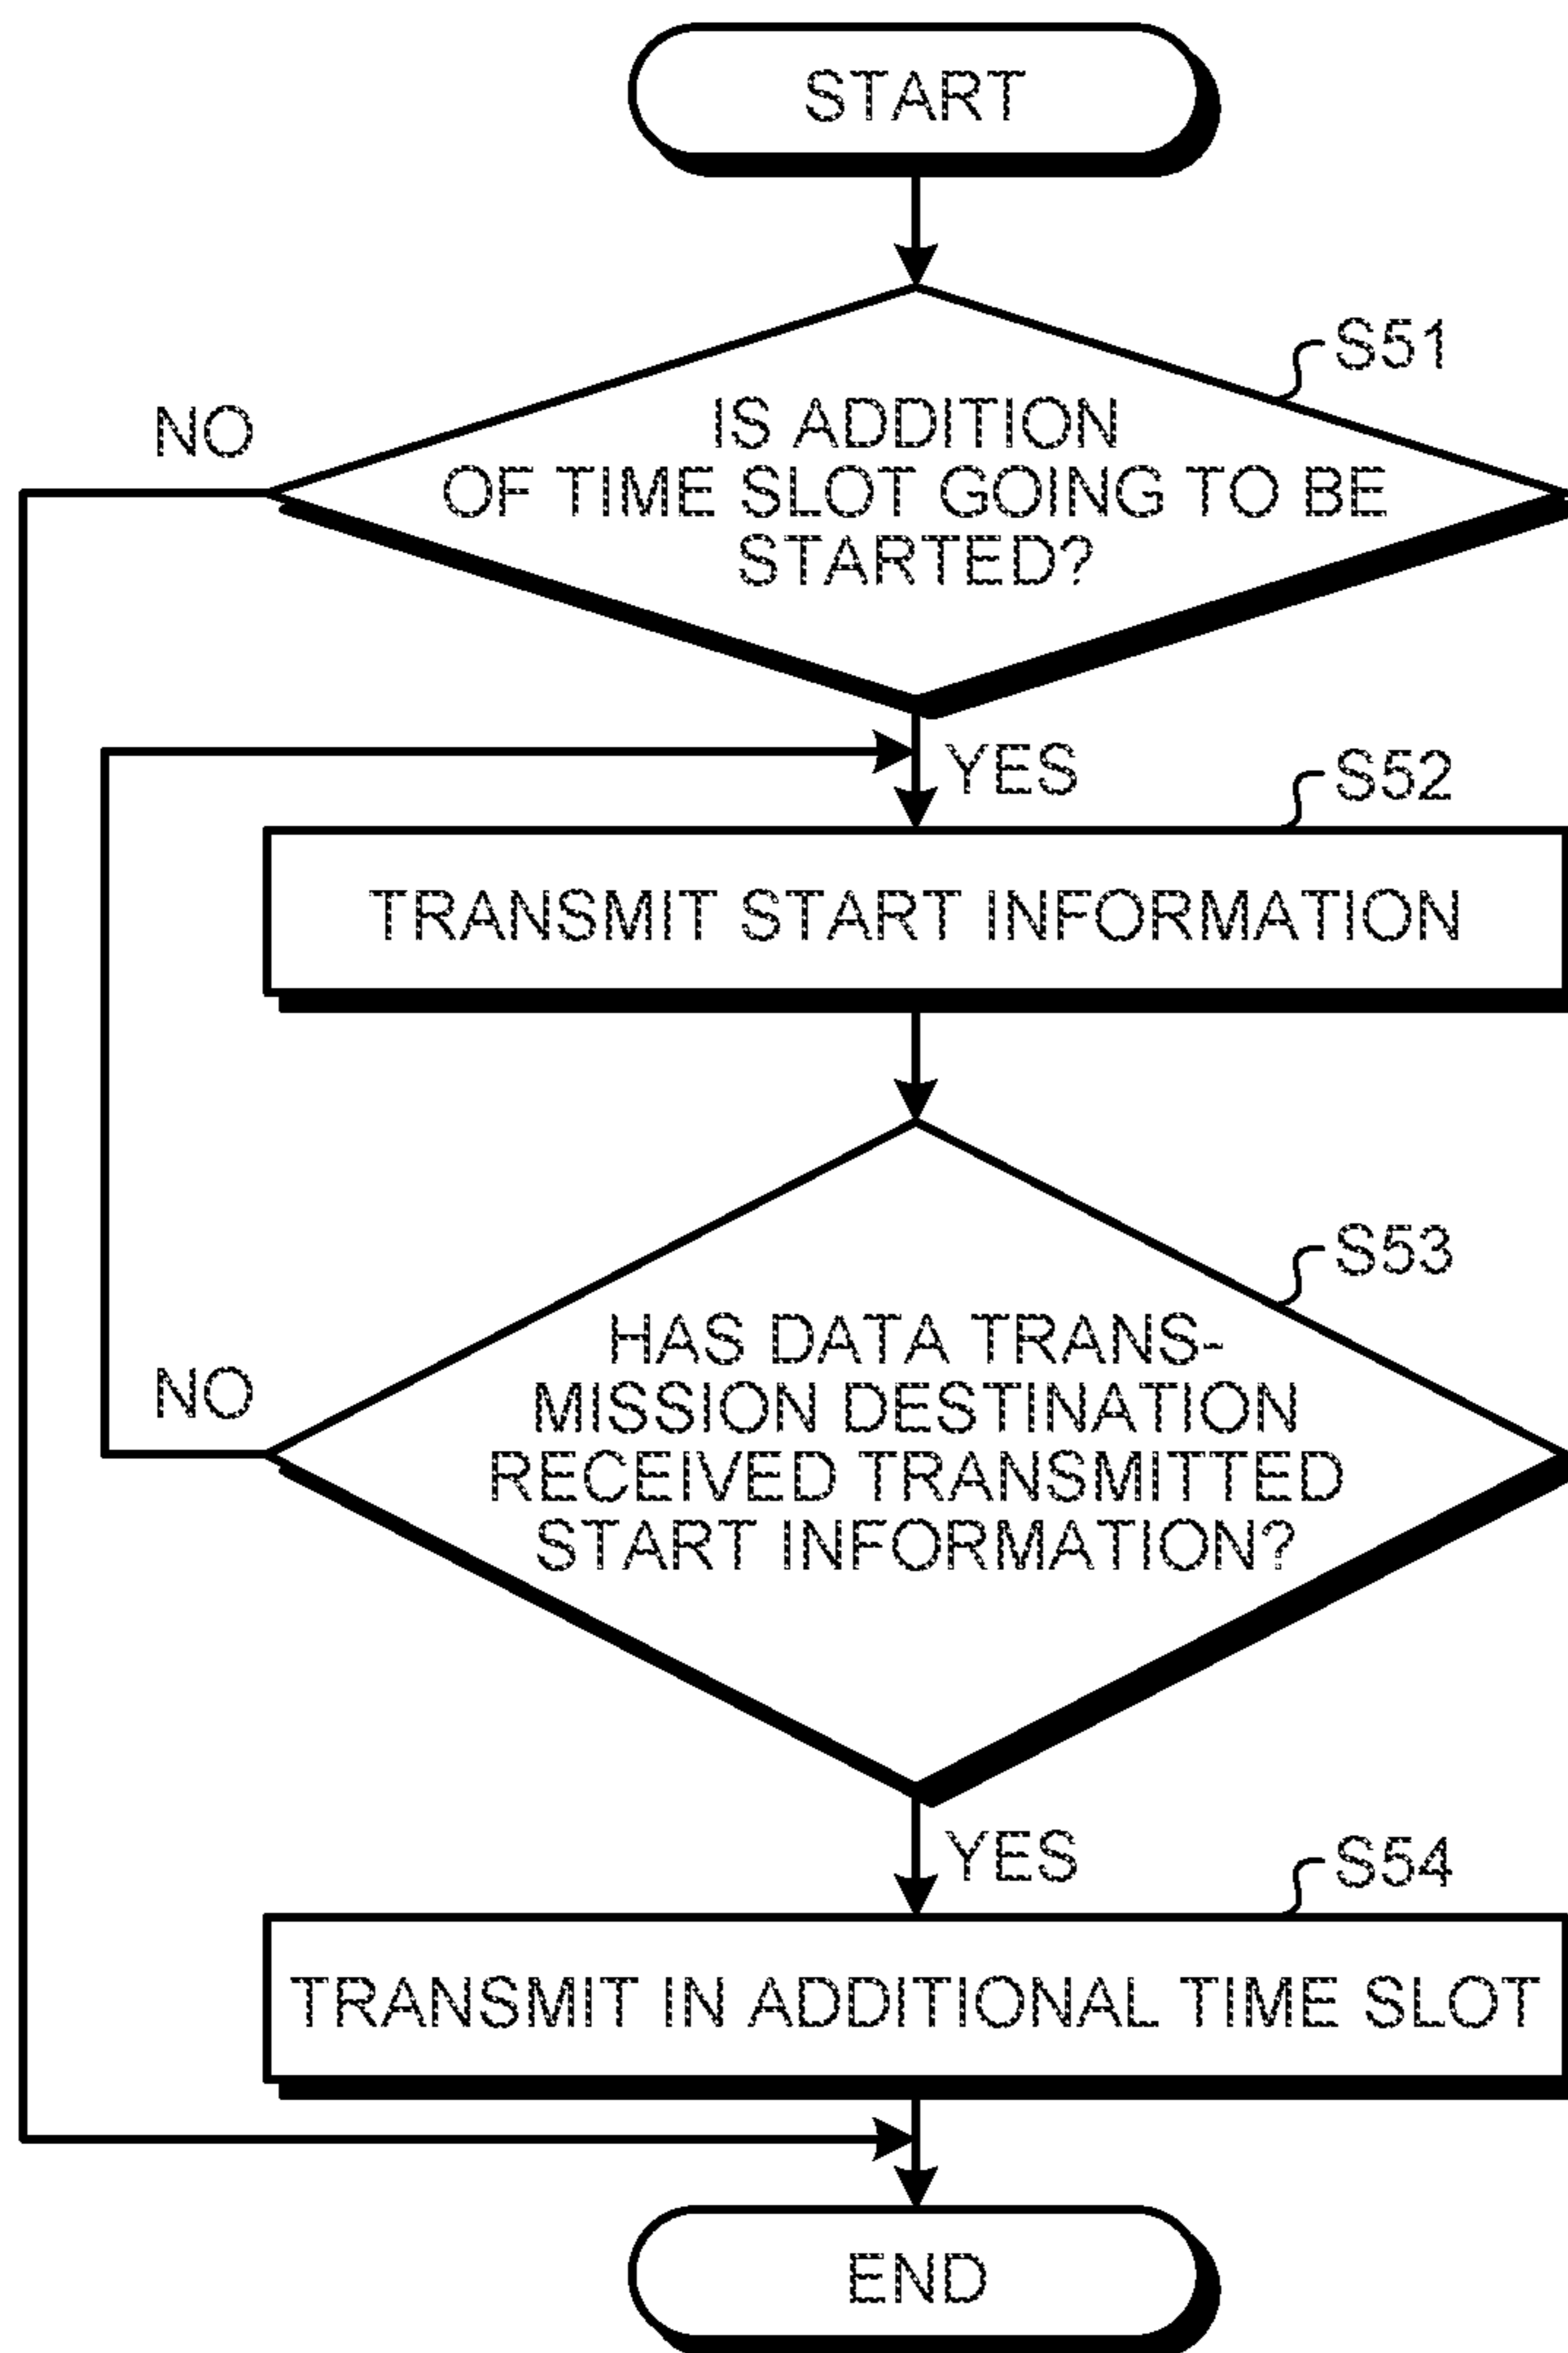 START
S51
NO
IS ADDITION
OF TIME SLOT GOING TO BE
STARTED?
YES
S52
TRANSMIT START INFORMATION
S53
HAS DATA TRANS-
NO
MISSION DESTINATION
RECEIVED TRANSMITTED
START INFORMATION?
YES
S54
TRANSMIT IN ADDITIONAL TIME SLOT
END